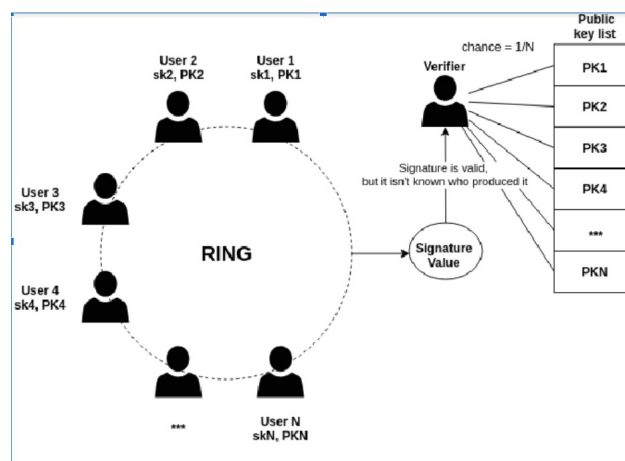 User 2
sk2, PK2
User 1
sk1, PK1
User 3
sk3, PK3
User 4
sk4, PK4
RING
***
User N
skN, PKN
Signature
Value
Signature is valid,
but it isn't known who produced it
Verifier
chance = 1/N
Public
key list
PK1
PK2
PK3
PK4
***
PKN